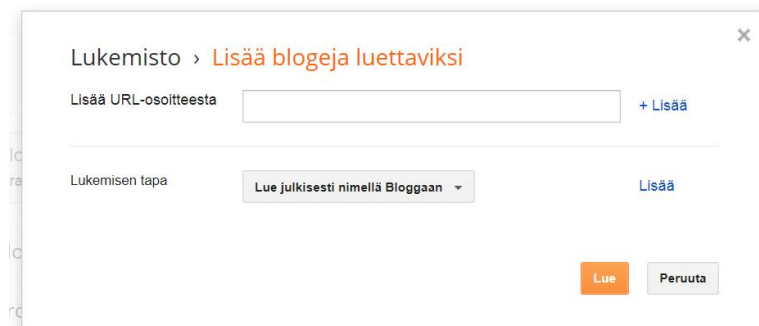 Lukemisto › Lisää blogeja luettaviksi
Lisää URL-osoitteesta + Lisää
Lukemisen tapa Lue julkisesti nimellä Bloggaan Lisää
Lue Peruuta